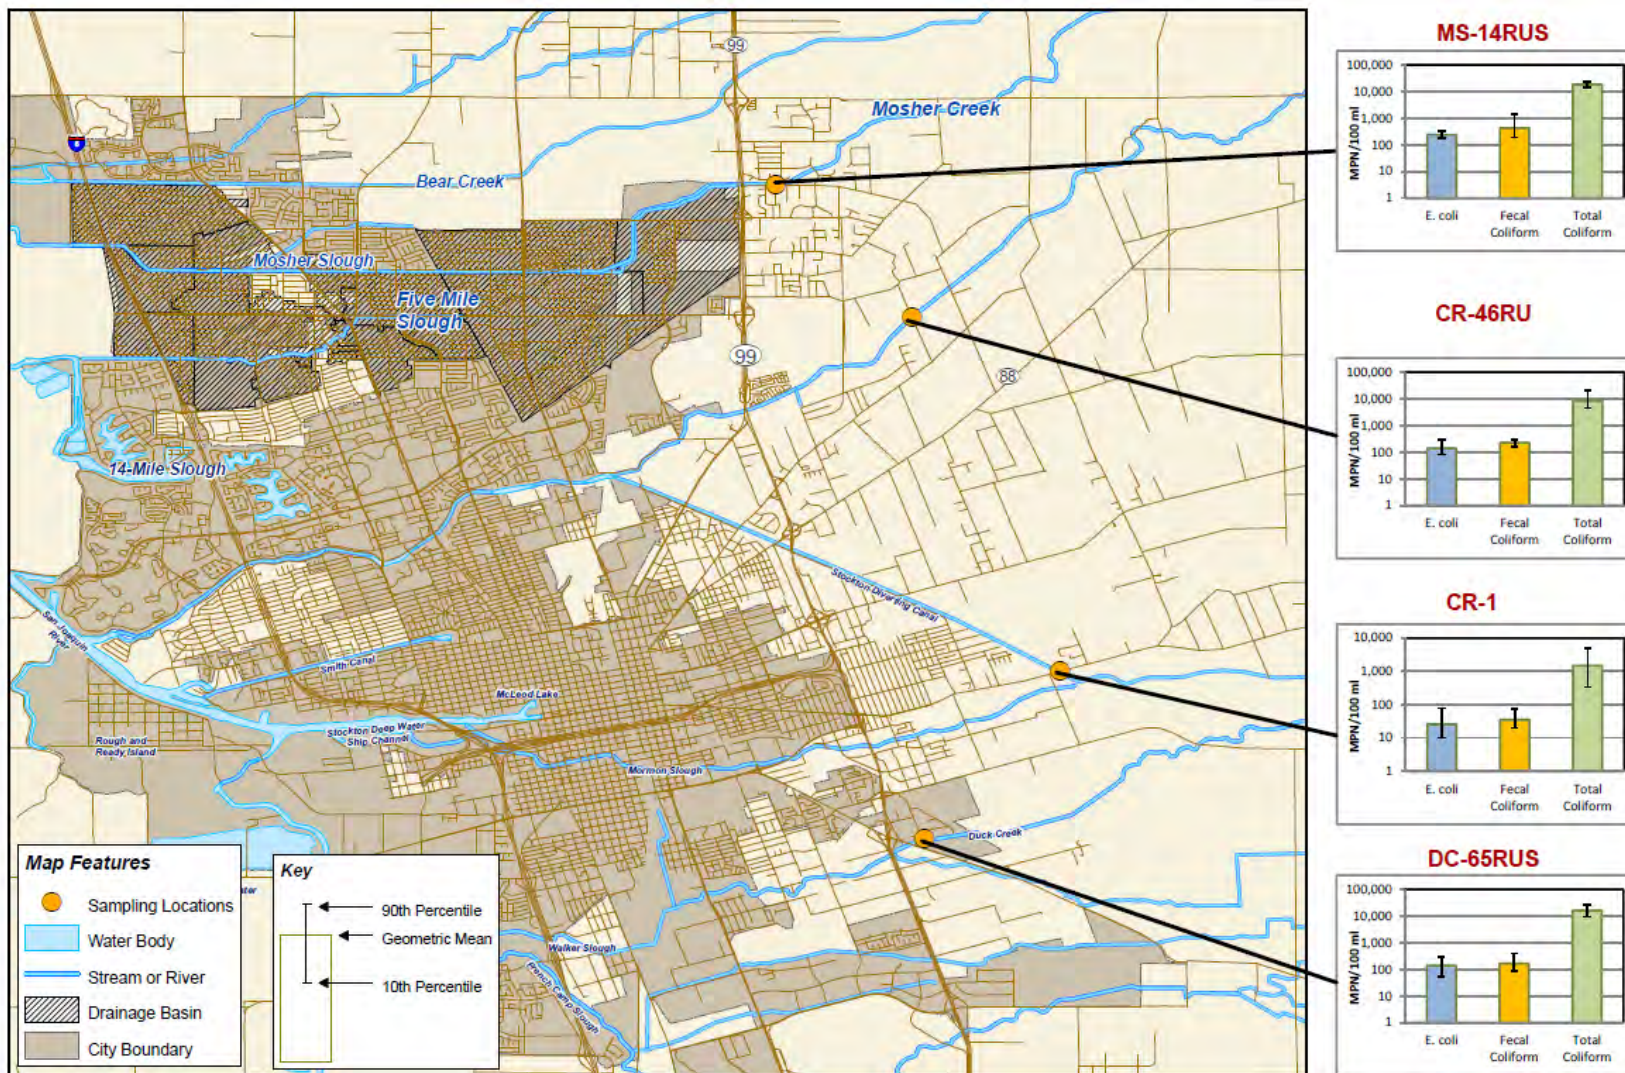 99
Mosher Creek
Bear Creek
Mosher Slough
Five Mile
Slough
99
88
14-Mile Slough
Stockton Diverting Canal
San Joaquin
River
Smith Canal
McLeod Lake
Stockton Deep Water
Ship Channel
Rough and
Ready Island
Mormon Slough
Duck Creek
Walker Slough
French Camp Slough
Map Features
Sampling Locations
Water Body
Stream or River
Drainage Basin
City Boundary
Key
90th Percentile
Geometric Mean
10th Percentile
MS-14RUS
MPN/100 ml
100,000
10,000
1,000
100
10
1
E. coli
Fecal
Coliform
Total
Coliform
CR-46RU
MPN/100 ml
100,000
10,000
1,000
100
10
1
E. coli
Fecal
Coliform
Total
Coliform
CR-1
MPN/100 ml
10,000
1,000
100
10
1
E. coli
Fecal
Coliform
Total
Coliform
DC-65RUS
MPN/100 ml
100,000
10,000
1,000
100
10
1
E. coli
Fecal
Coliform
Total
Coliform